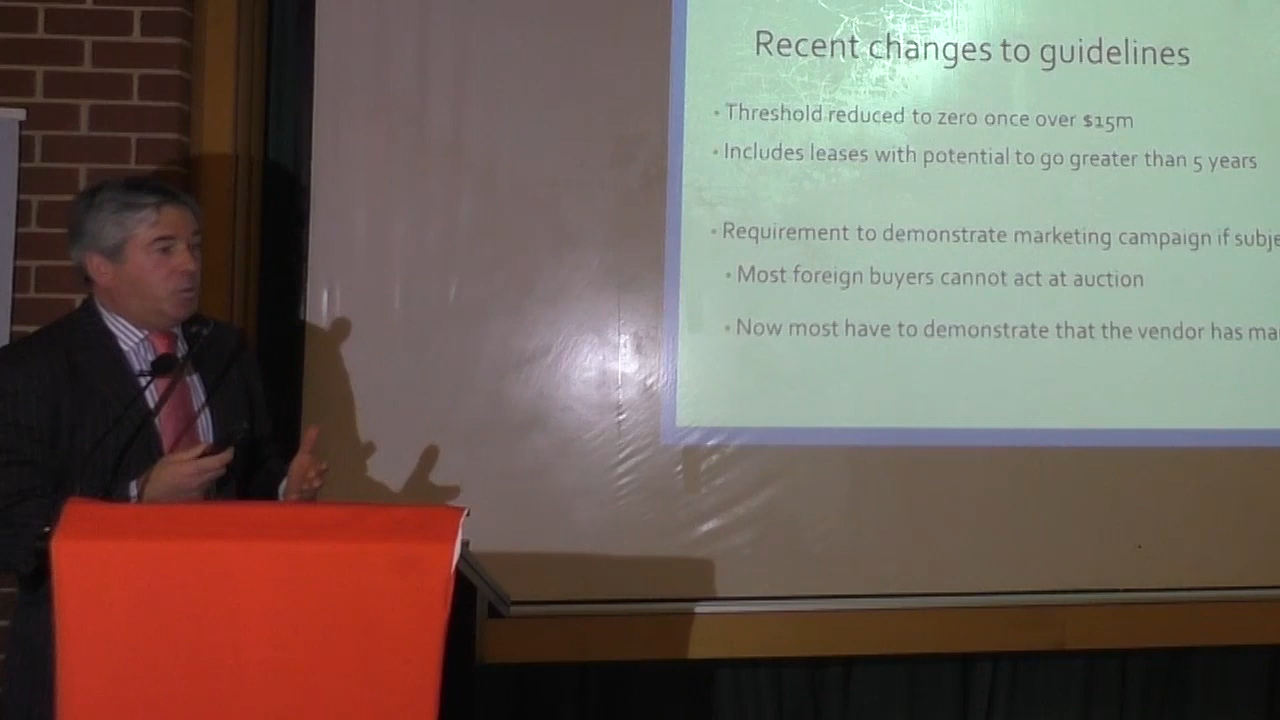 Recent changes to guidelines
• Threshold reduced to zero once over $15m
• Includes leases with potential to go greater than 5 years
• Requirement to demonstrate marketing campaign if
• Most foreign buyers cannot act at auction
• Now most have to demonstrate that the vendor has